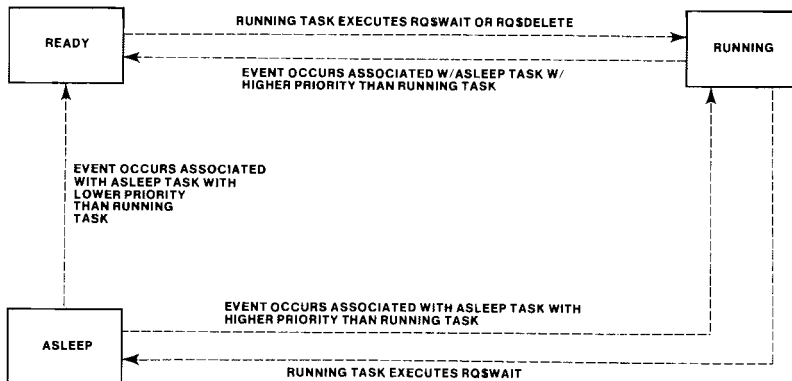 RUNNING TASK EXECUTES RQ$WAIT OR RQ$DELETE
READY
RUNNING
EVENT OCCURS ASSOCIATED W/ASLEEP TASK W/
HIGHER PRIORITY THAN RUNNING TASK
EVENT OCCURS ASSOCIATED
WITH ASLEEP TASK WITH
LOWER PRIORITY
THAN RUNNING
TASK
EVENT OCCURS ASSOCIATED WITH ASLEEP TASK WITH
HIGHER PRIORITY THAN RUNNING TASK
ASLEEP
RUNNING TASK EXECUTES RQ$WAIT